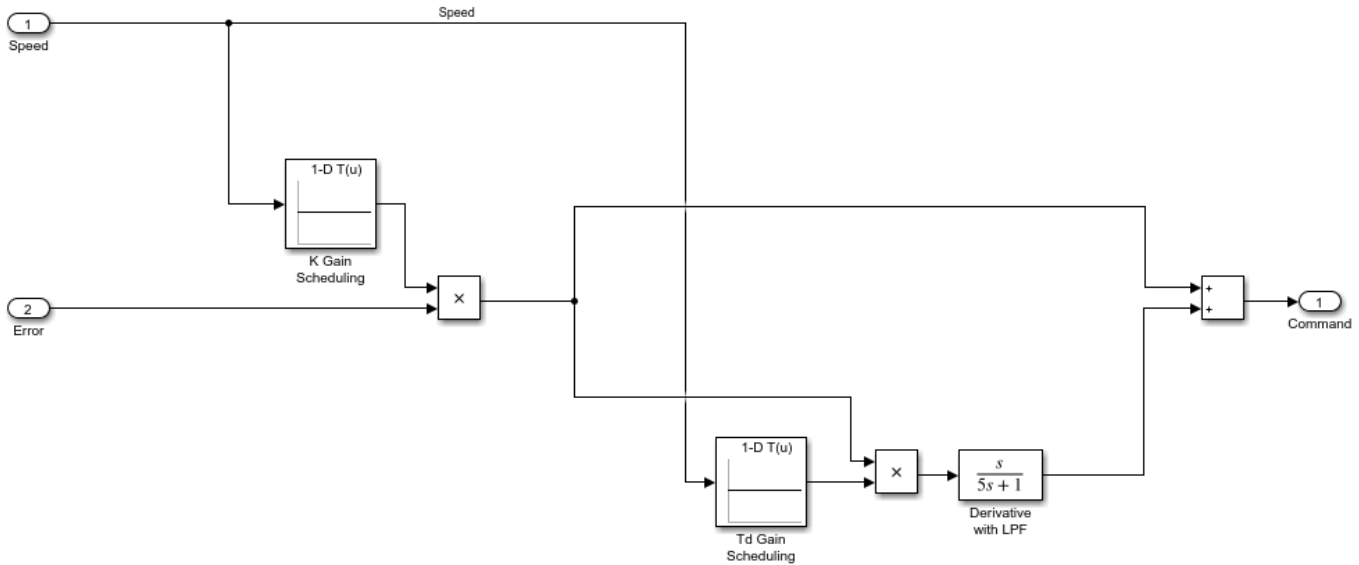 Speed
1
Speed
1-D T(u)
K Gain
Scheduling
×
2
Error
+
+
1
Command
1-D T(u)
Td Gain
Scheduling
×
s
5s + 1
Derivative
with LPF